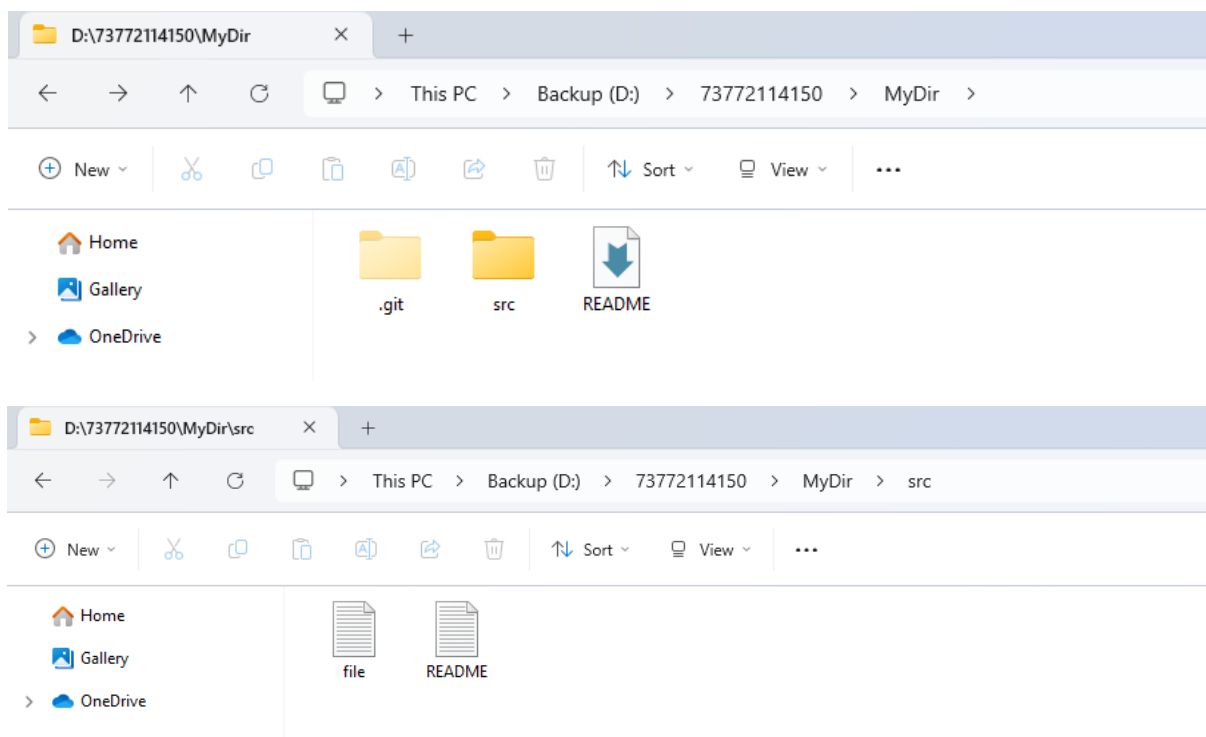 D:\73772114150\MyDir
This PC > Backup (D:) > 73772114150 > MyDir >
New Sort View
Home
Gallery
OneDrive
.git src README
D:\73772114150\MyDir\src
This PC > Backup (D:) > 73772114150 > MyDir > src
New Sort View
Home
Gallery
OneDrive
file README